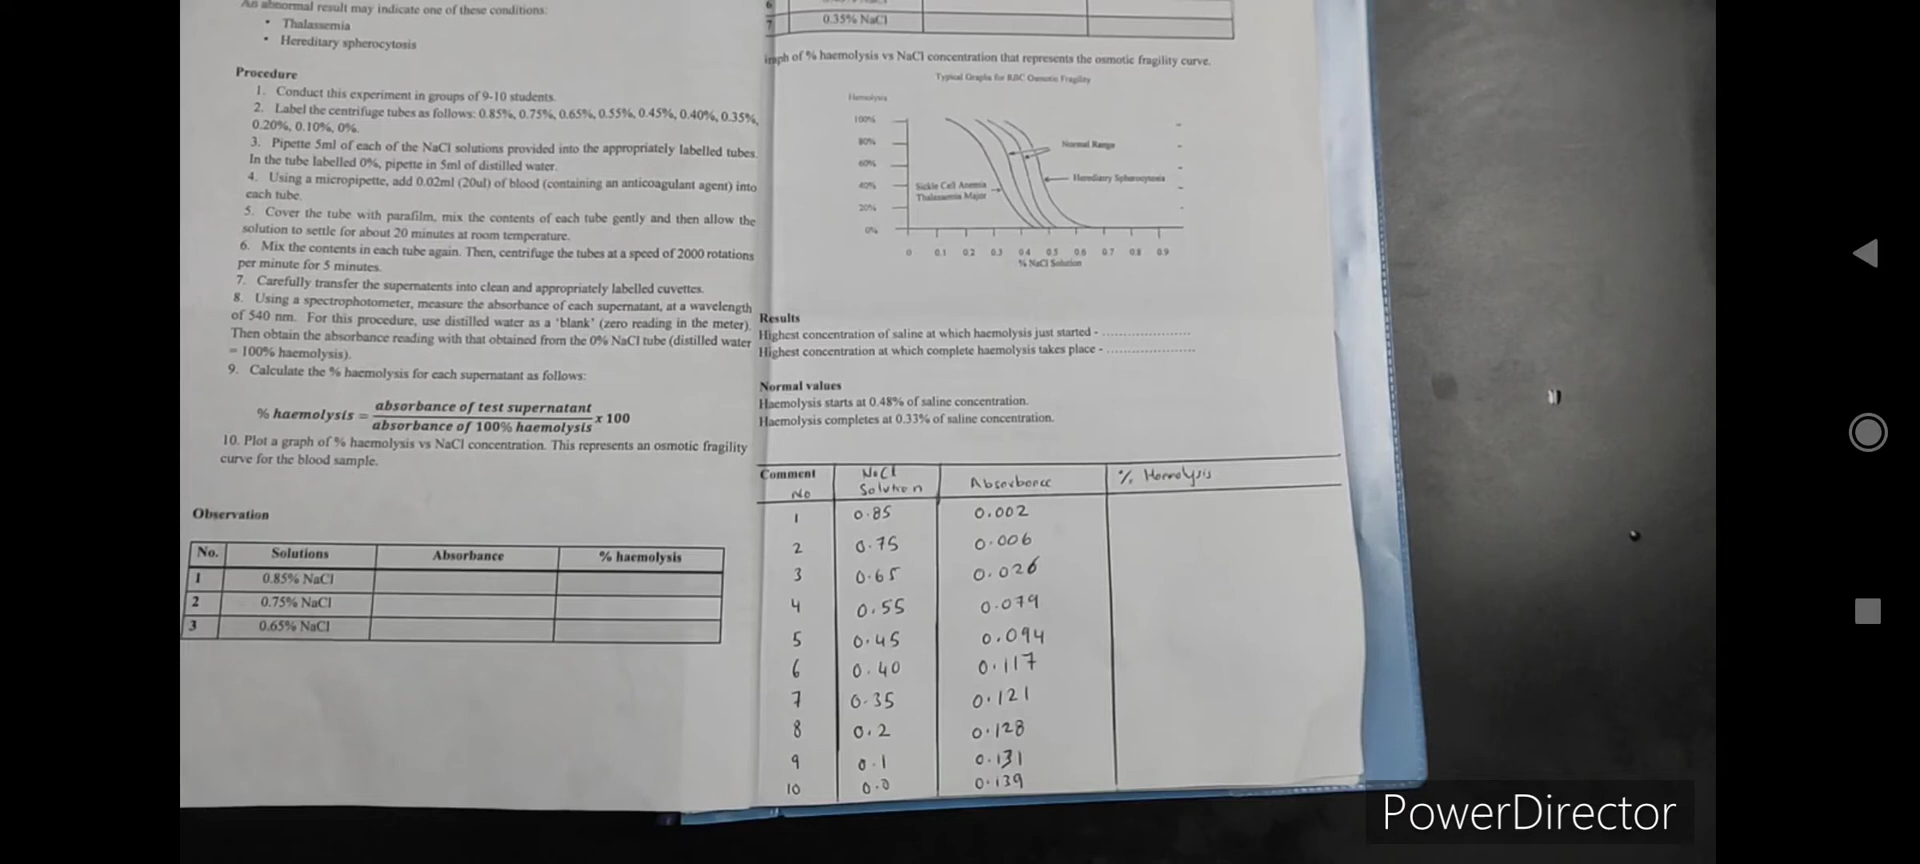 An abnormal result may indicate one of these conditions:
• Thalassemia
• Hereditary spherocytosis
Procedure
1. Conduct this experiment in groups of 9-10 students.
2. Label the centrifuge tubes as follows: 0.85%, 0.75%, 0.65%, 0.55%, 0.45%, 0.40%, 0.35%,
0.20%, 0.10%, 0%.
3. Pipette 5ml of each of the NaCl solutions provided into the appropriately labelled tubes.
In the tube labelled 0%, pipette in 5ml of distilled water.
4. Using a micropipette, add 0.02ml (20ul) of blood (containing an anticoagulant agent) into
each tube.
5. Cover the tube with parafilm, mix the contents of each tube gently and then allow the
solution to settle for about 20 minutes at room temperature.
6. Mix the contents in each tube again. Then, centrifuge the tubes at a speed of 2000 rotations
per minute for 5 minutes.
7. Carefully transfer the supernatents into clean and appropriately labelled cuvettes.
8. Using a spectrophotometer, measure the absorbance of each supernatant, at a wavelength
of 540 nm. For this procedure, use distilled water as a 'blank' (zero reading in the meter).
Then obtain the absorbance reading with that obtained from the 0% NaCl tube (distilled water
= 100% haemolysis).
9. Calculate the % haemolysis for each supernatant as follows:
% haemolysis = absorbance of test supernatant x 100
absorbance of 100% haemolysis
10. Plot a graph of % haemolysis vs NaCl concentration. This represents an osmotic fragility
curve for the blood sample.
Observation
No. Solutions Absorbance % haemolysis
1 0.85% NaCl
2 0.75% NaCl
3 0.65% NaCl
6
7 0.35% NaCl
raph of % haemolysis vs NaCl concentration that represents the osmotic fragility curve.
Typical Graphs for RBC Osmotic Fragility
Hemolysis
100%
80%
60%
40%
20%
0%
Normal Range
Hereditary Spherocytosis
Sickle Cell Anemia
Thalassemia Major
0 0.1 0.2 0.3 0.4 0.5 0.6 0.7 0.8 0.9
% NaCl Solution
Results
Highest concentration of saline at which haemolysis just started - ....................
Highest concentration at which complete haemolysis takes place - ....................
Normal values
Haemolysis starts at 0.48% of saline concentration.
Haemolysis completes at 0.33% of saline concentration.
Comment
No NaCl Solution Absorbance % Hemolysis
1 0.85 0.002
2 0.75 0.006
3 0.65 0.026
4 0.55 0.079
5 0.45 0.094
6 0.40 0.117
7 0.35 0.121
8 0.2 0.128
9 0.1 0.131
10 0.0 0.139
PowerDirector